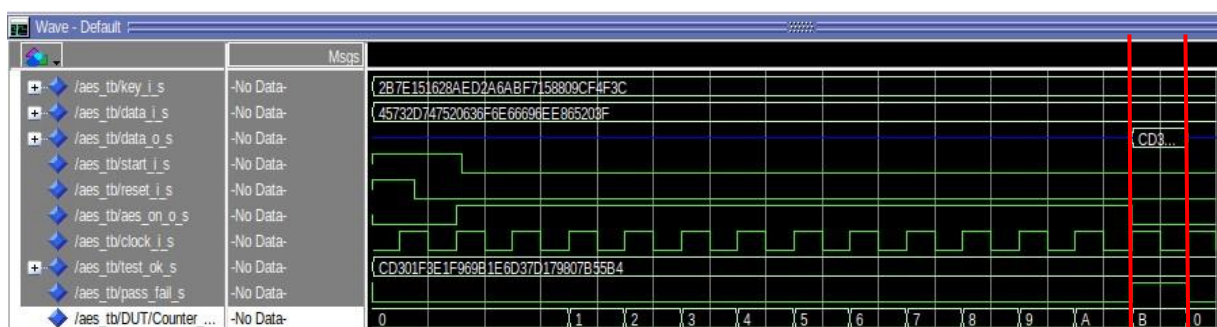 Wave - Default
Msgs
/aes_tb/key_i_s -No Data- 2B7E151628AED2A6ABF7158809CF4F3C
/aes_tb/data_i_s -No Data- 45732D747520636F6E66696EE865203F
/aes_tb/data_o_s -No Data- CD3...
/aes_tb/start_i_s -No Data-
/aes_tb/reset_i_s -No Data-
/aes_tb/aes_on_o_s -No Data-
/aes_tb/clock_i_s -No Data-
/aes_tb/test_ok_s -No Data- CD301F3E1F969B1E6D37D179807B55B4
/aes_tb/pass_fail_s -No Data-
/aes_tb/DUT/Counter_... -No Data- 0 1 2 3 4 5 6 7 8 9 A B 0